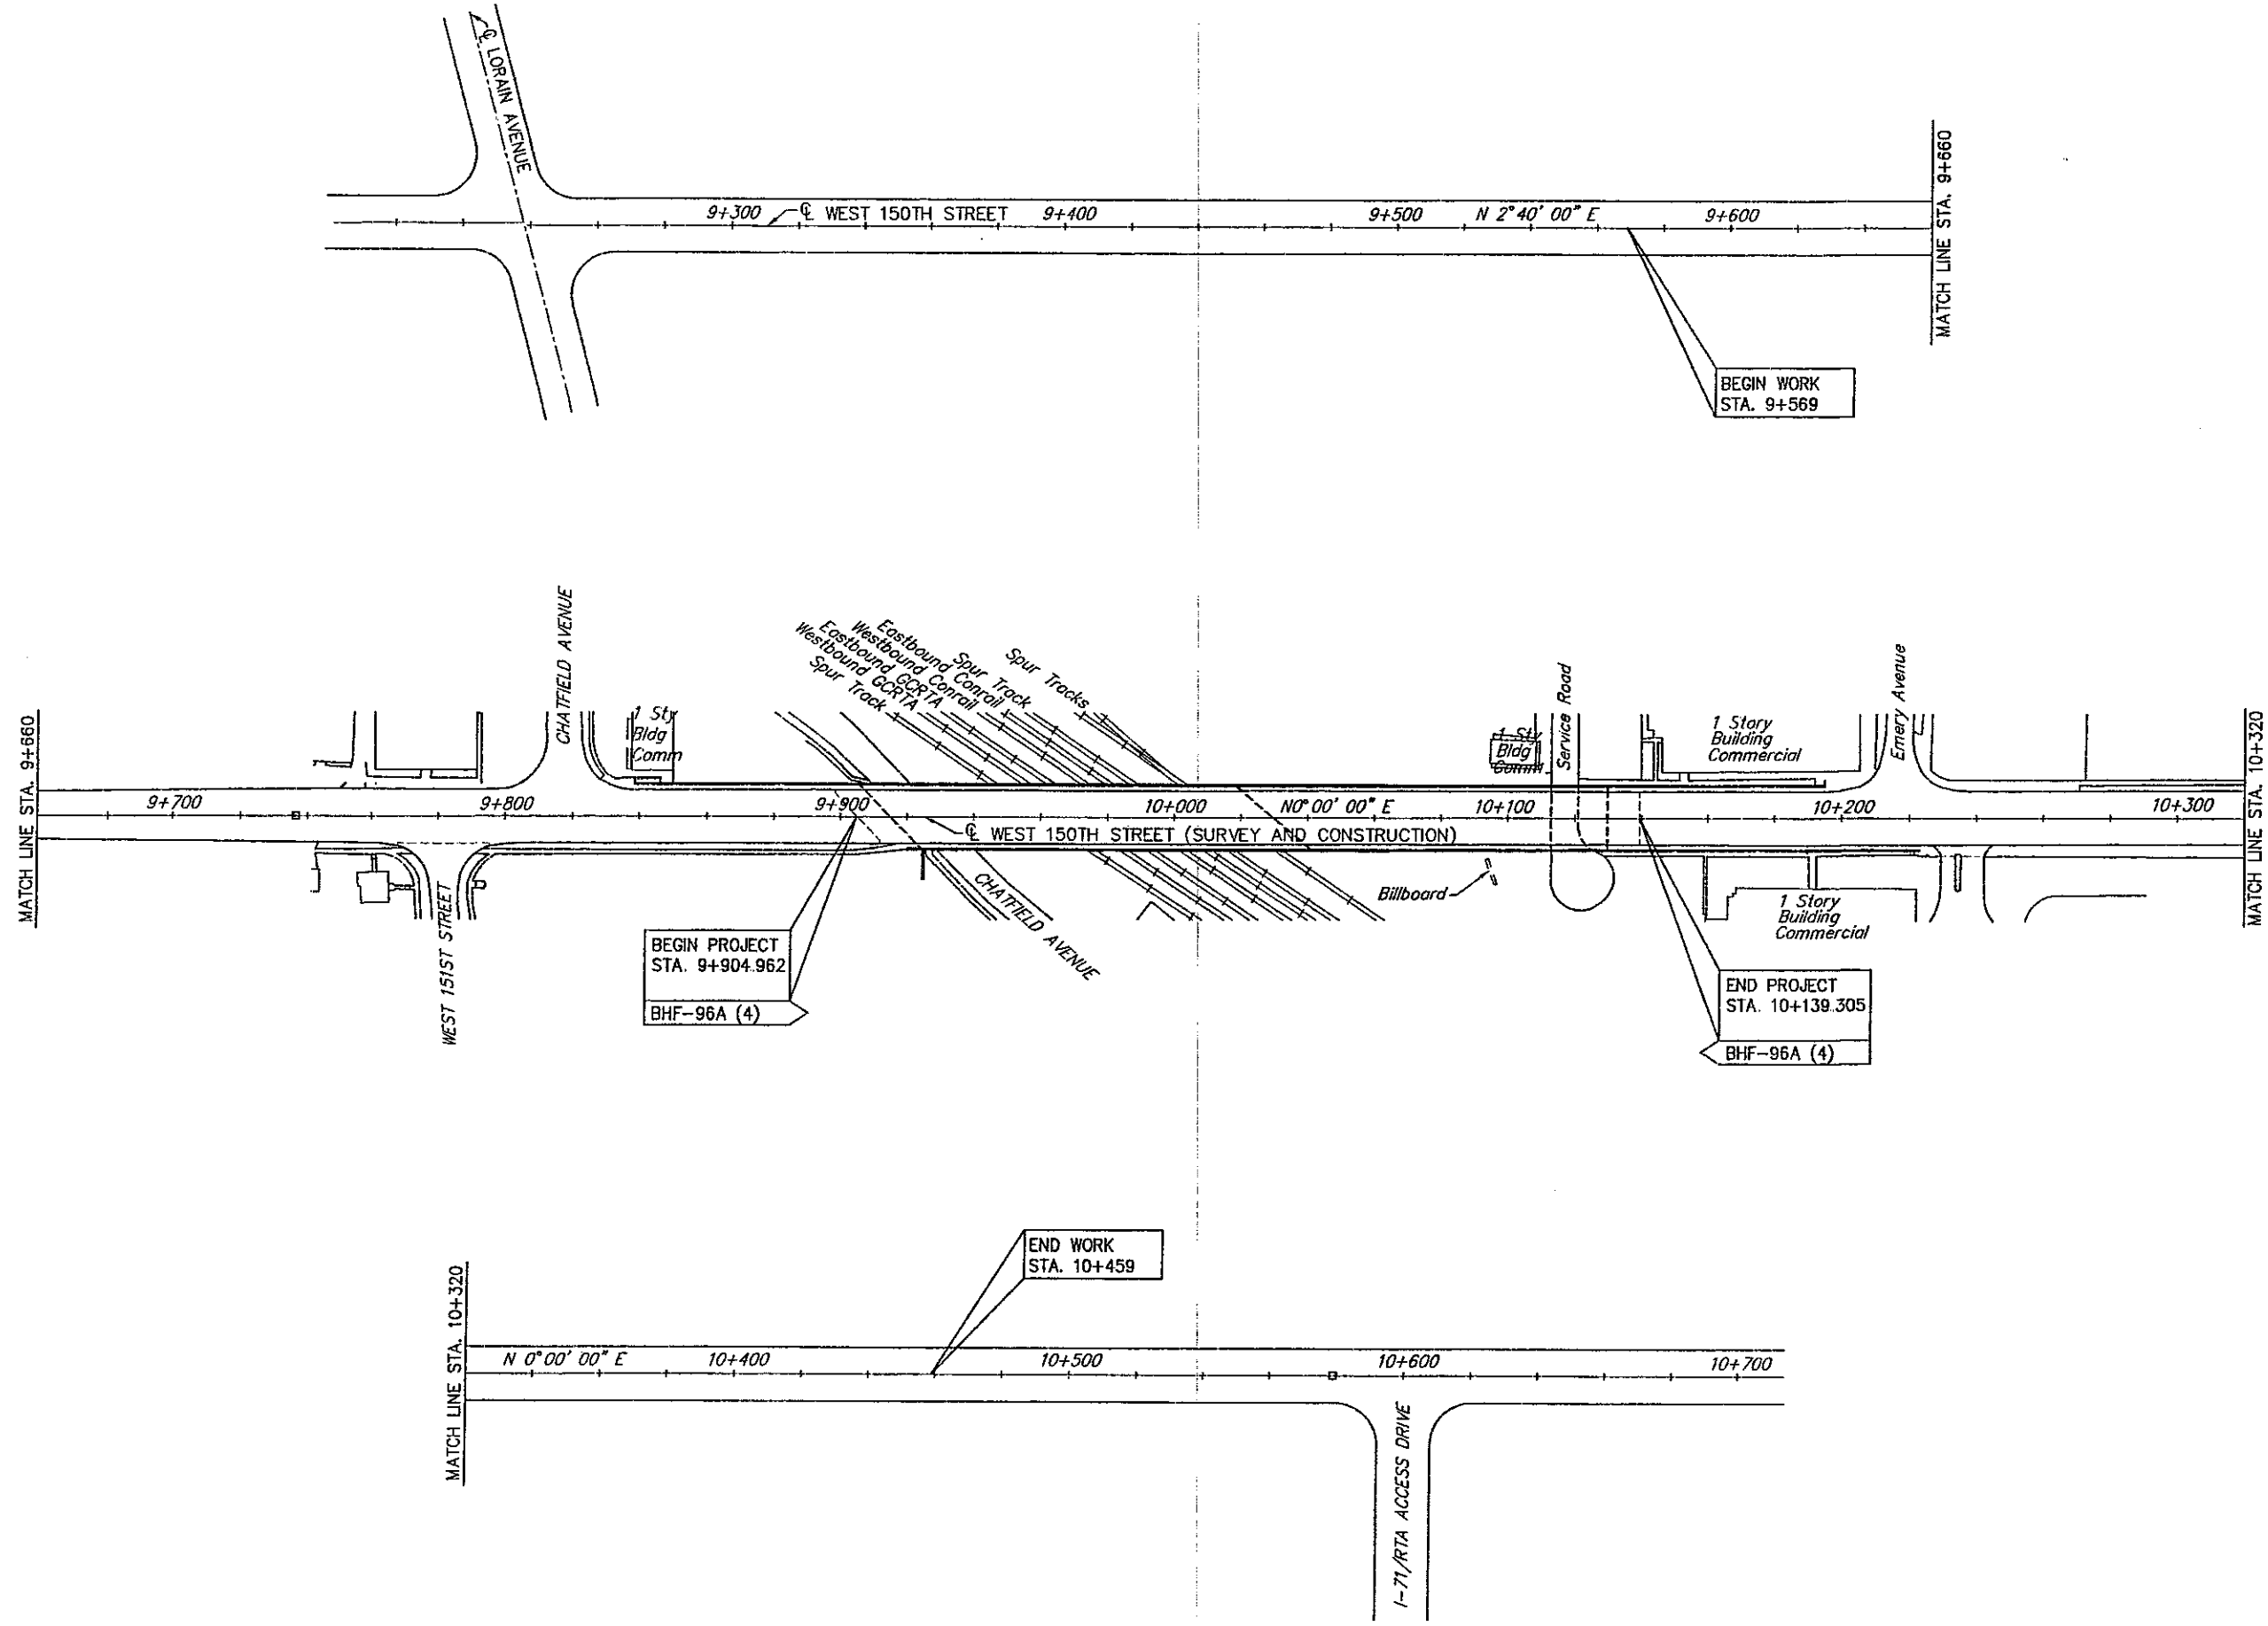 ℄ LORAIN AVENUE
9+300
℄ WEST 150TH STREET
9+400
9+500
N 2°40' 00" E
9+600
MATCH LINE STA. 9+660
BEGIN WORK
STA. 9+569
MATCH LINE STA. 9+660
CHATFIELD AVENUE
1 Sty
Bldg
Comm
Spur Track
Westbound GCRTA
Eastbound GCRTA
Westbound Conrail
Eastbound Conrail
Spur Track
Spur Tracks
1 Sty
Bldg
Comm
Service Road
1 Story
Building
Commercial
Emery Avenue
MATCH LINE STA. 10+320
9+700
9+800
9+900
10+000
N0°00' 00" E
10+100
10+200
10+300
℄ WEST 150TH STREET (SURVEY AND CONSTRUCTION)
WEST 151ST STREET
CHATFIELD AVENUE
Billboard
1 Story
Building
Commercial
BEGIN PROJECT
STA. 9+904.962
BHF-96A (4)
END PROJECT
STA. 10+139.305
BHF-96A (4)
MATCH LINE STA. 10+320
END WORK
STA. 10+459
N 0°00' 00" E
10+400
10+500
10+600
10+700
I-71/RTA ACCESS DRIVE